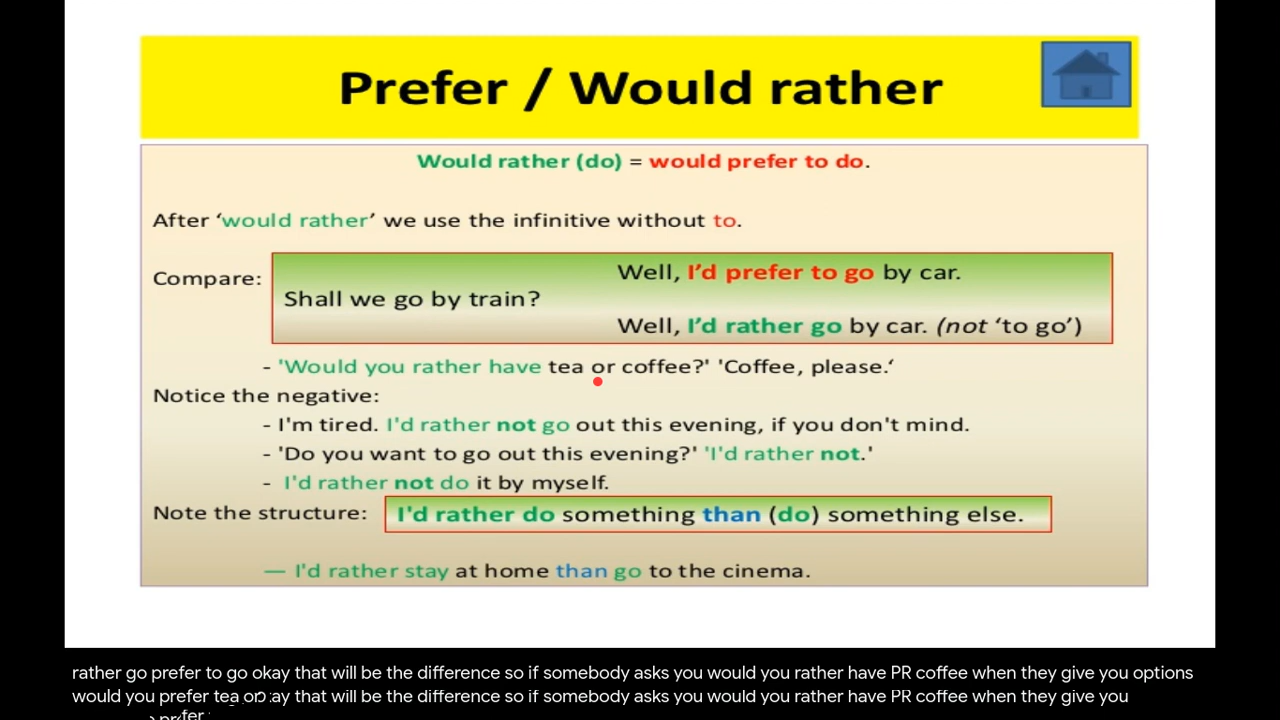 Prefer / Would rather
Would rather (do) = would prefer to do.
After ‘would rather’ we use the infinitive without to.
Compare:
Shall we go by train?
Well, I’d prefer to go by car.
Well, I’d rather go by car. (not ‘to go’)
- 'Would you rather have tea or coffee?' 'Coffee, please.‘
Notice the negative:
- I'm tired. I'd rather not go out this evening, if you don't mind.
- 'Do you want to go out this evening?' 'I'd rather not.'
- I'd rather not do it by myself.
Note the structure: I'd rather do something than (do) something else.
— I'd rather stay at home than go to the cinema.
rather go prefer to go okay that will be the difference so if somebody asks you would you rather have PR coffee when they give you options
would you prefer tea that will be the difference so if somebody asks you would you rather have PR coffee when they give you